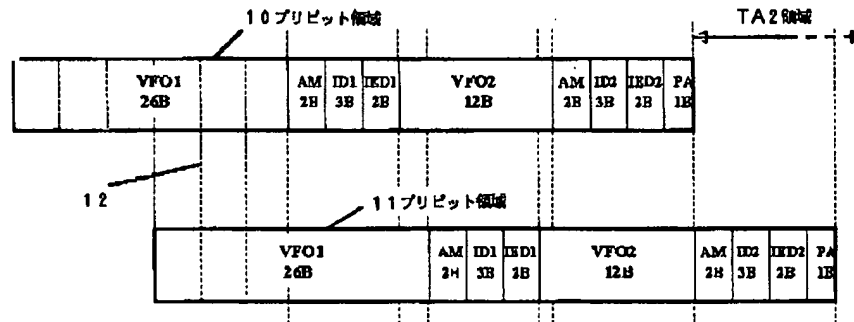 10プリピット領域
TA2領域
VFO1
26B
AM
2B
ID1
3B
IED1
2B
VFO2
12B
AM
2B
ID2
3B
IED2
2B
PA
1B
12
11プリピット領域
VFO1
26B
AM
2B
ID1
3B
IED1
2B
VFO2
12B
AM
2B
ID2
3B
IED2
2B
PA
1B